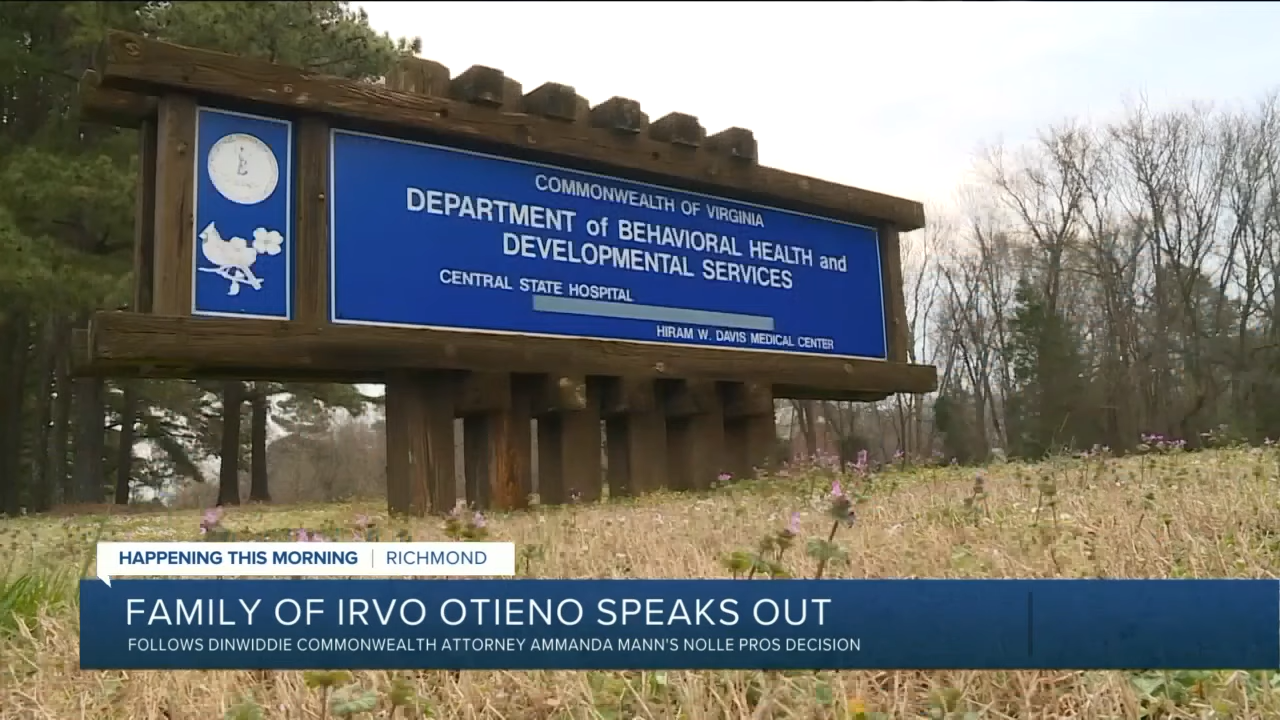 COMMONWEALTH OF VIRGINIA
DEPARTMENT of BEHAVIORAL HEALTH and
DEVELOPMENTAL SERVICES
CENTRAL STATE HOSPITAL
HIRAM W. DAVIS MEDICAL CENTER
HAPPENING THIS MORNING | RICHMOND
FAMILY OF IRVO OTIENO SPEAKS OUT
FOLLOWS DINWIDDIE COMMONWEALTH ATTORNEY AMMANDA MANN'S NOLLE PROS DECISION